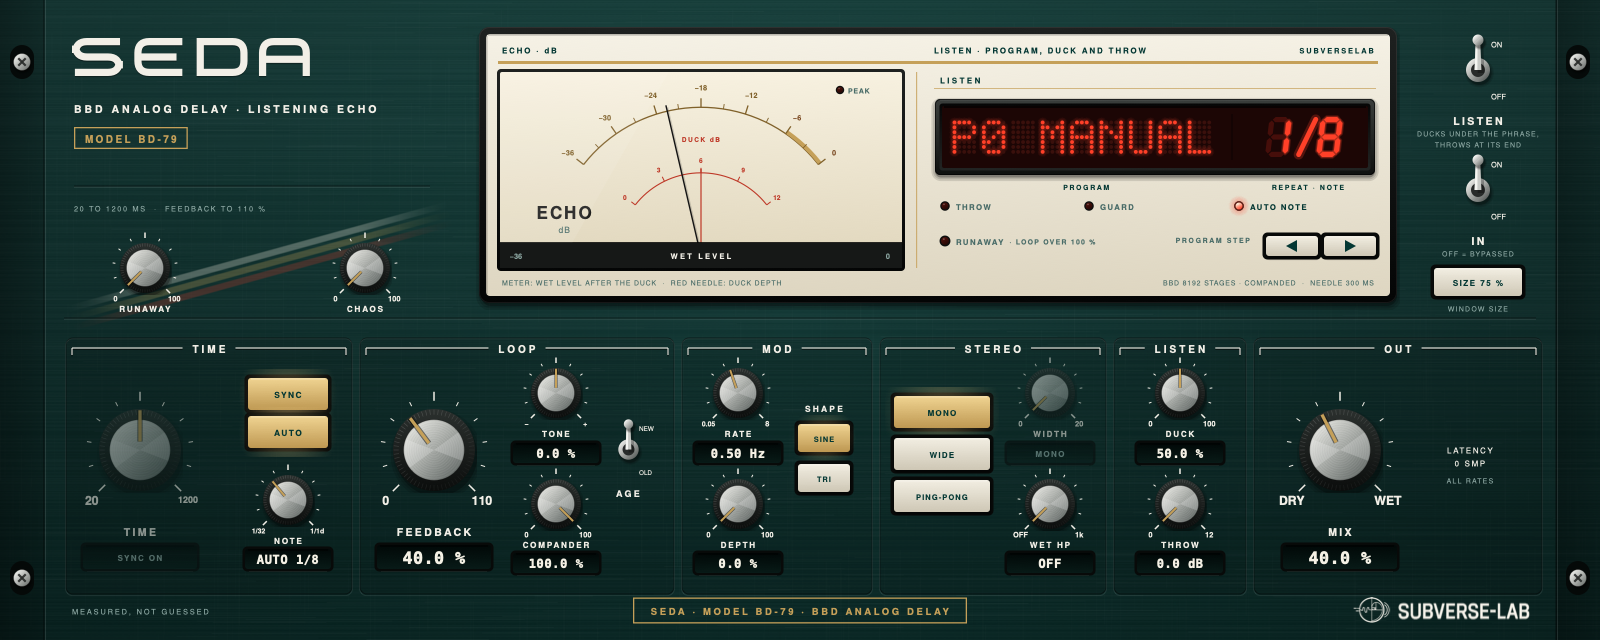 SEDA
BBD ANALOG DELAY · LISTENING ECHO
MODEL BD-79
20 TO 1200 MS · FEEDBACK TO 110 %
0 100
RUNAWAY
0 100
CHAOS
ECHO · dB
LISTEN · PROGRAM, DUCK AND THROW
SUBVERSELAB
-36 -30 -24 -18 -12 -6 0
PEAK
DUCK dB
0 3 6 9 12
ECHO
dB
-36 WET LEVEL 0
METER: WET LEVEL AFTER THE DUCK · RED NEEDLE: DUCK DEPTH
LISTEN
P0 MANUAL 1/8
PROGRAM
REPEAT · NOTE
THROW
GUARD
AUTO NOTE
RUNAWAY · LOOP OVER 100 %
PROGRAM STEP
◀ ▶
BBD 8192 STAGES · COMPANDED · NEEDLE 300 MS
ON
OFF
LISTEN
DUCKS UNDER THE PHRASE,
THROWS AT ITS END
ON
OFF
IN
OFF = BYPASSED
SIZE 75 %
WINDOW SIZE
TIME
20 1200
TIME
SYNC ON
SYNC
AUTO
1/32 1/1d
NOTE
AUTO 1/8
LOOP
0 110
FEEDBACK
40.0 %
- +
TONE
0.0 %
0 100
COMPANDER
100.0 %
NEW
OLD
AGE
MOD
0.05 8
RATE
0.50 Hz
0 100
DEPTH
0.0 %
SHAPE
SINE
TRI
STEREO
MONO
WIDE
PING-PONG
0 20
WIDTH
MONO
OFF 1k
WET HP
OFF
LISTEN
0 100
DUCK
50.0 %
0 12
THROW
0.0 dB
OUT
DRY WET
MIX
40.0 %
LATENCY
0 SMP
ALL RATES
MEASURED, NOT GUESSED
SEDA · MODEL BD-79 · BBD ANALOG DELAY
SUBVERSE-LAB